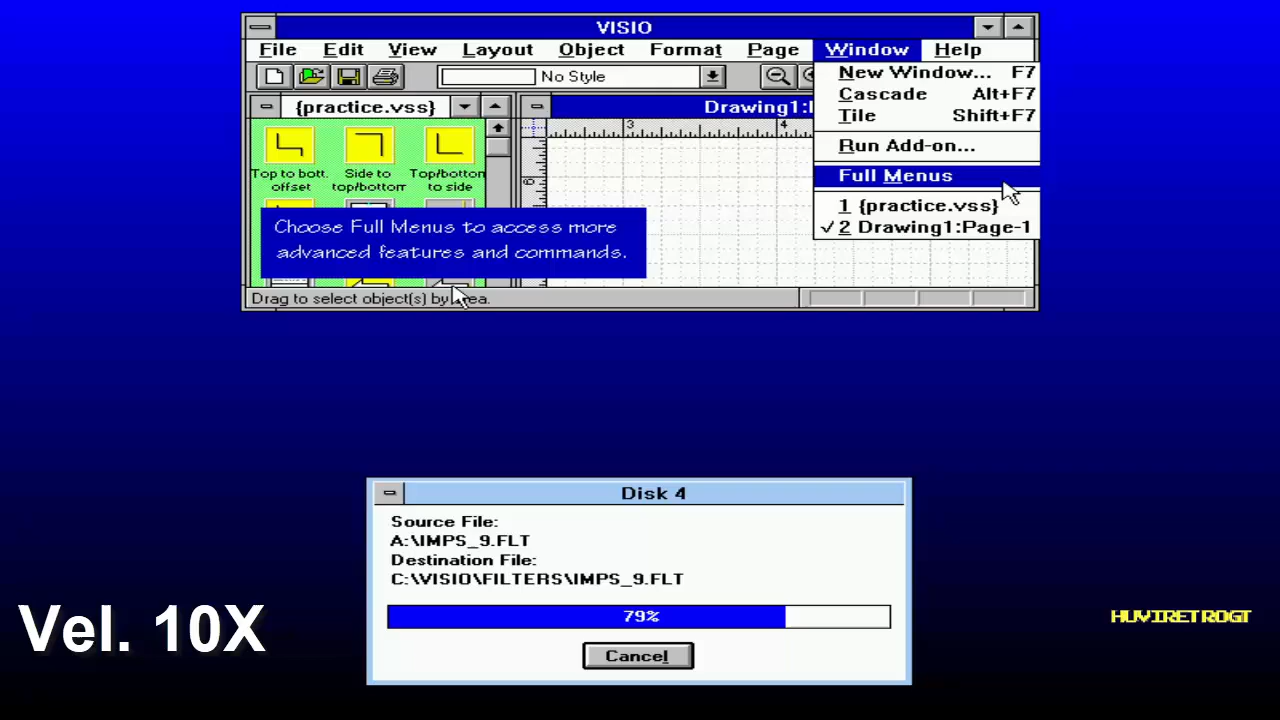 VISIO
File Edit View Layout Object Format Page Window Help
No Style
New Window... F7
Cascade Alt+F7
Tile Shift+F7
Run Add-on...
Full Menus
1 {practice.vss}
✓ 2 Drawing1:Page-1
{practice.vss}
Drawing1:
3 4
Top to bott. offset
Side to top/bottom
Top/bottom to side
Choose Full Menus to access more
advanced features and commands.
Drag to select object(s) by area.
Disk 4
Source File:
A:\IMPS_9.FLT
Destination File:
C:\VISIO\FILTERS\IMPS_9.FLT
79%
Cancel
Vel. 10X
HUVIRETROGT